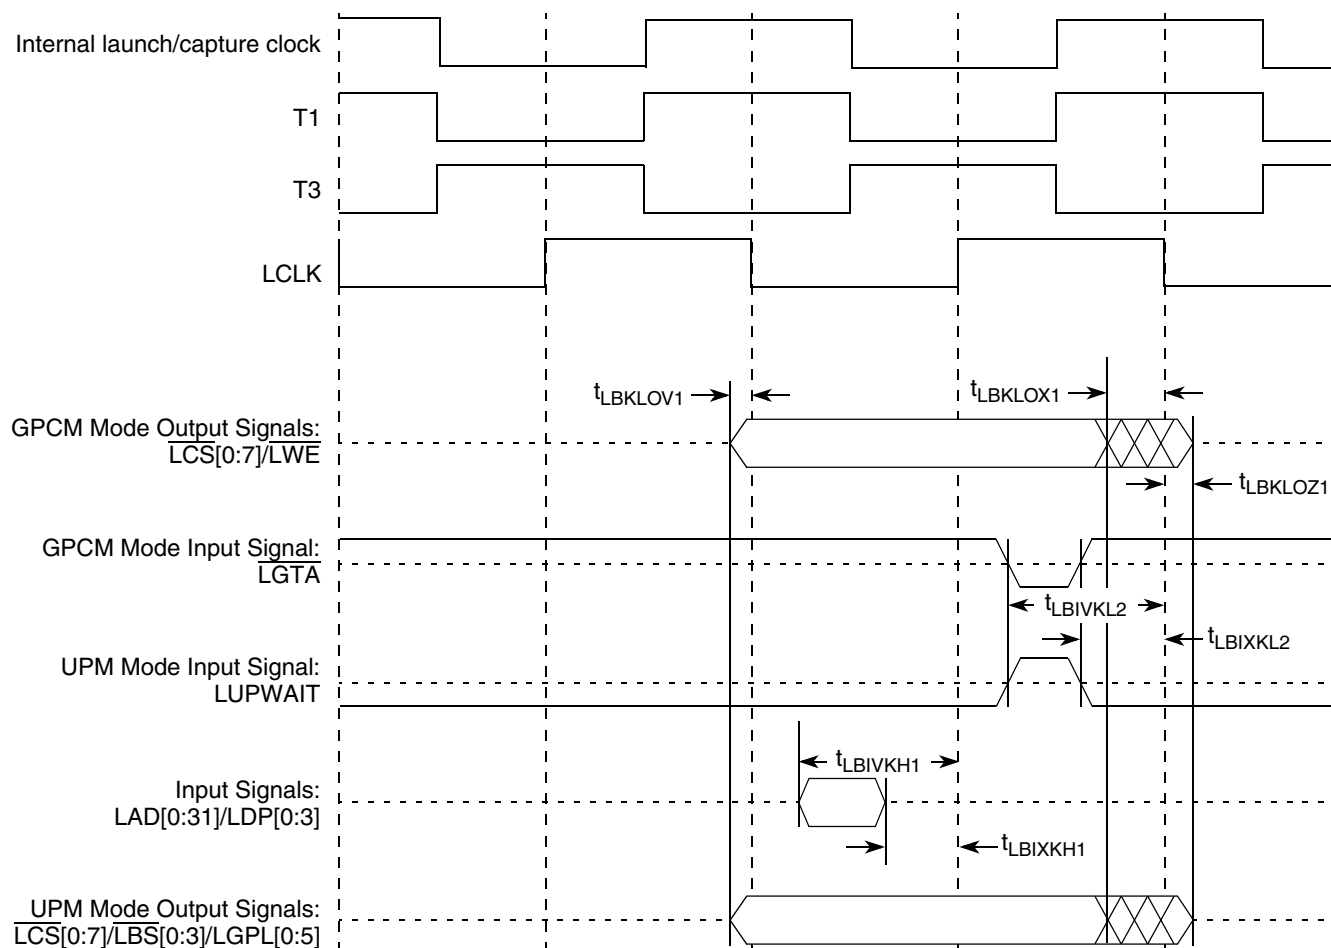 Internal launch/capture clock
T1
T3
LCLK
tLBKLOV1
tLBKLOX1
GPCM Mode Output Signals:
LCS[0:7]/LWE
tLBKLOZ1
GPCM Mode Input Signal:
LGTA
tLBIVKL2
tLBIXKL2
UPM Mode Input Signal:
LUPWAIT
tLBIVKH1
Input Signals:
LAD[0:31]/LDP[0:3]
tLBIXKH1
UPM Mode Output Signals:
LCS[0:7]/LBS[0:3]/LGPL[0:5]